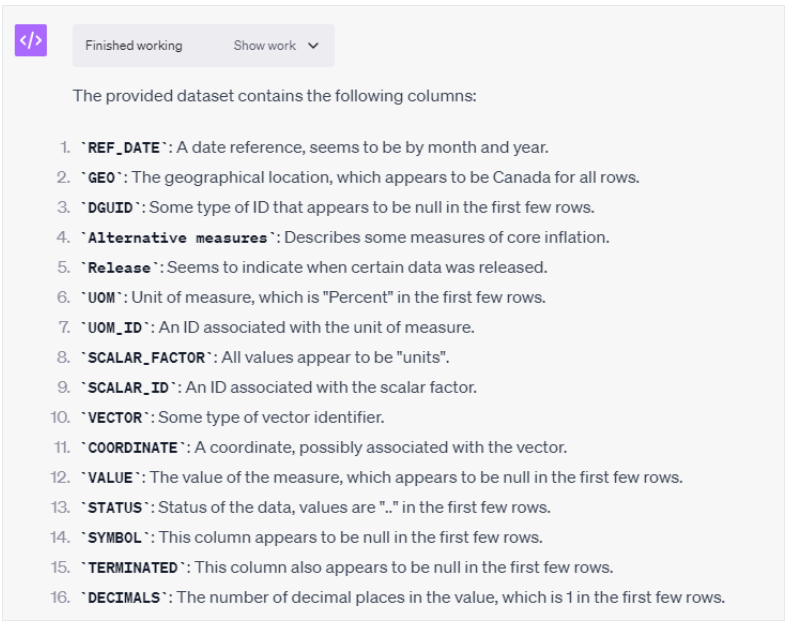 </>
Finished working Show work
The provided dataset contains the following columns:
1. `REF_DATE`: A date reference, seems to be by month and year.
2. `GEO`: The geographical location, which appears to be Canada for all rows.
3. `DGUID`: Some type of ID that appears to be null in the first few rows.
4. `Alternative measures`: Describes some measures of core inflation.
5. `Release`: Seems to indicate when certain data was released.
6. `UOM`: Unit of measure, which is "Percent" in the first few rows.
7. `UOM_ID`: An ID associated with the unit of measure.
8. `SCALAR_FACTOR`: All values appear to be "units".
9. `SCALAR_ID`: An ID associated with the scalar factor.
10. `VECTOR`: Some type of vector identifier.
11. `COORDINATE`: A coordinate, possibly associated with the vector.
12. `VALUE`: The value of the measure, which appears to be null in the first few rows.
13. `STATUS`: Status of the data, values are ".." in the first few rows.
14. `SYMBOL`: This column appears to be null in the first few rows.
15. `TERMINATED`: This column also appears to be null in the first few rows.
16. `DECIMALS`: The number of decimal places in the value, which is 1 in the first few rows.